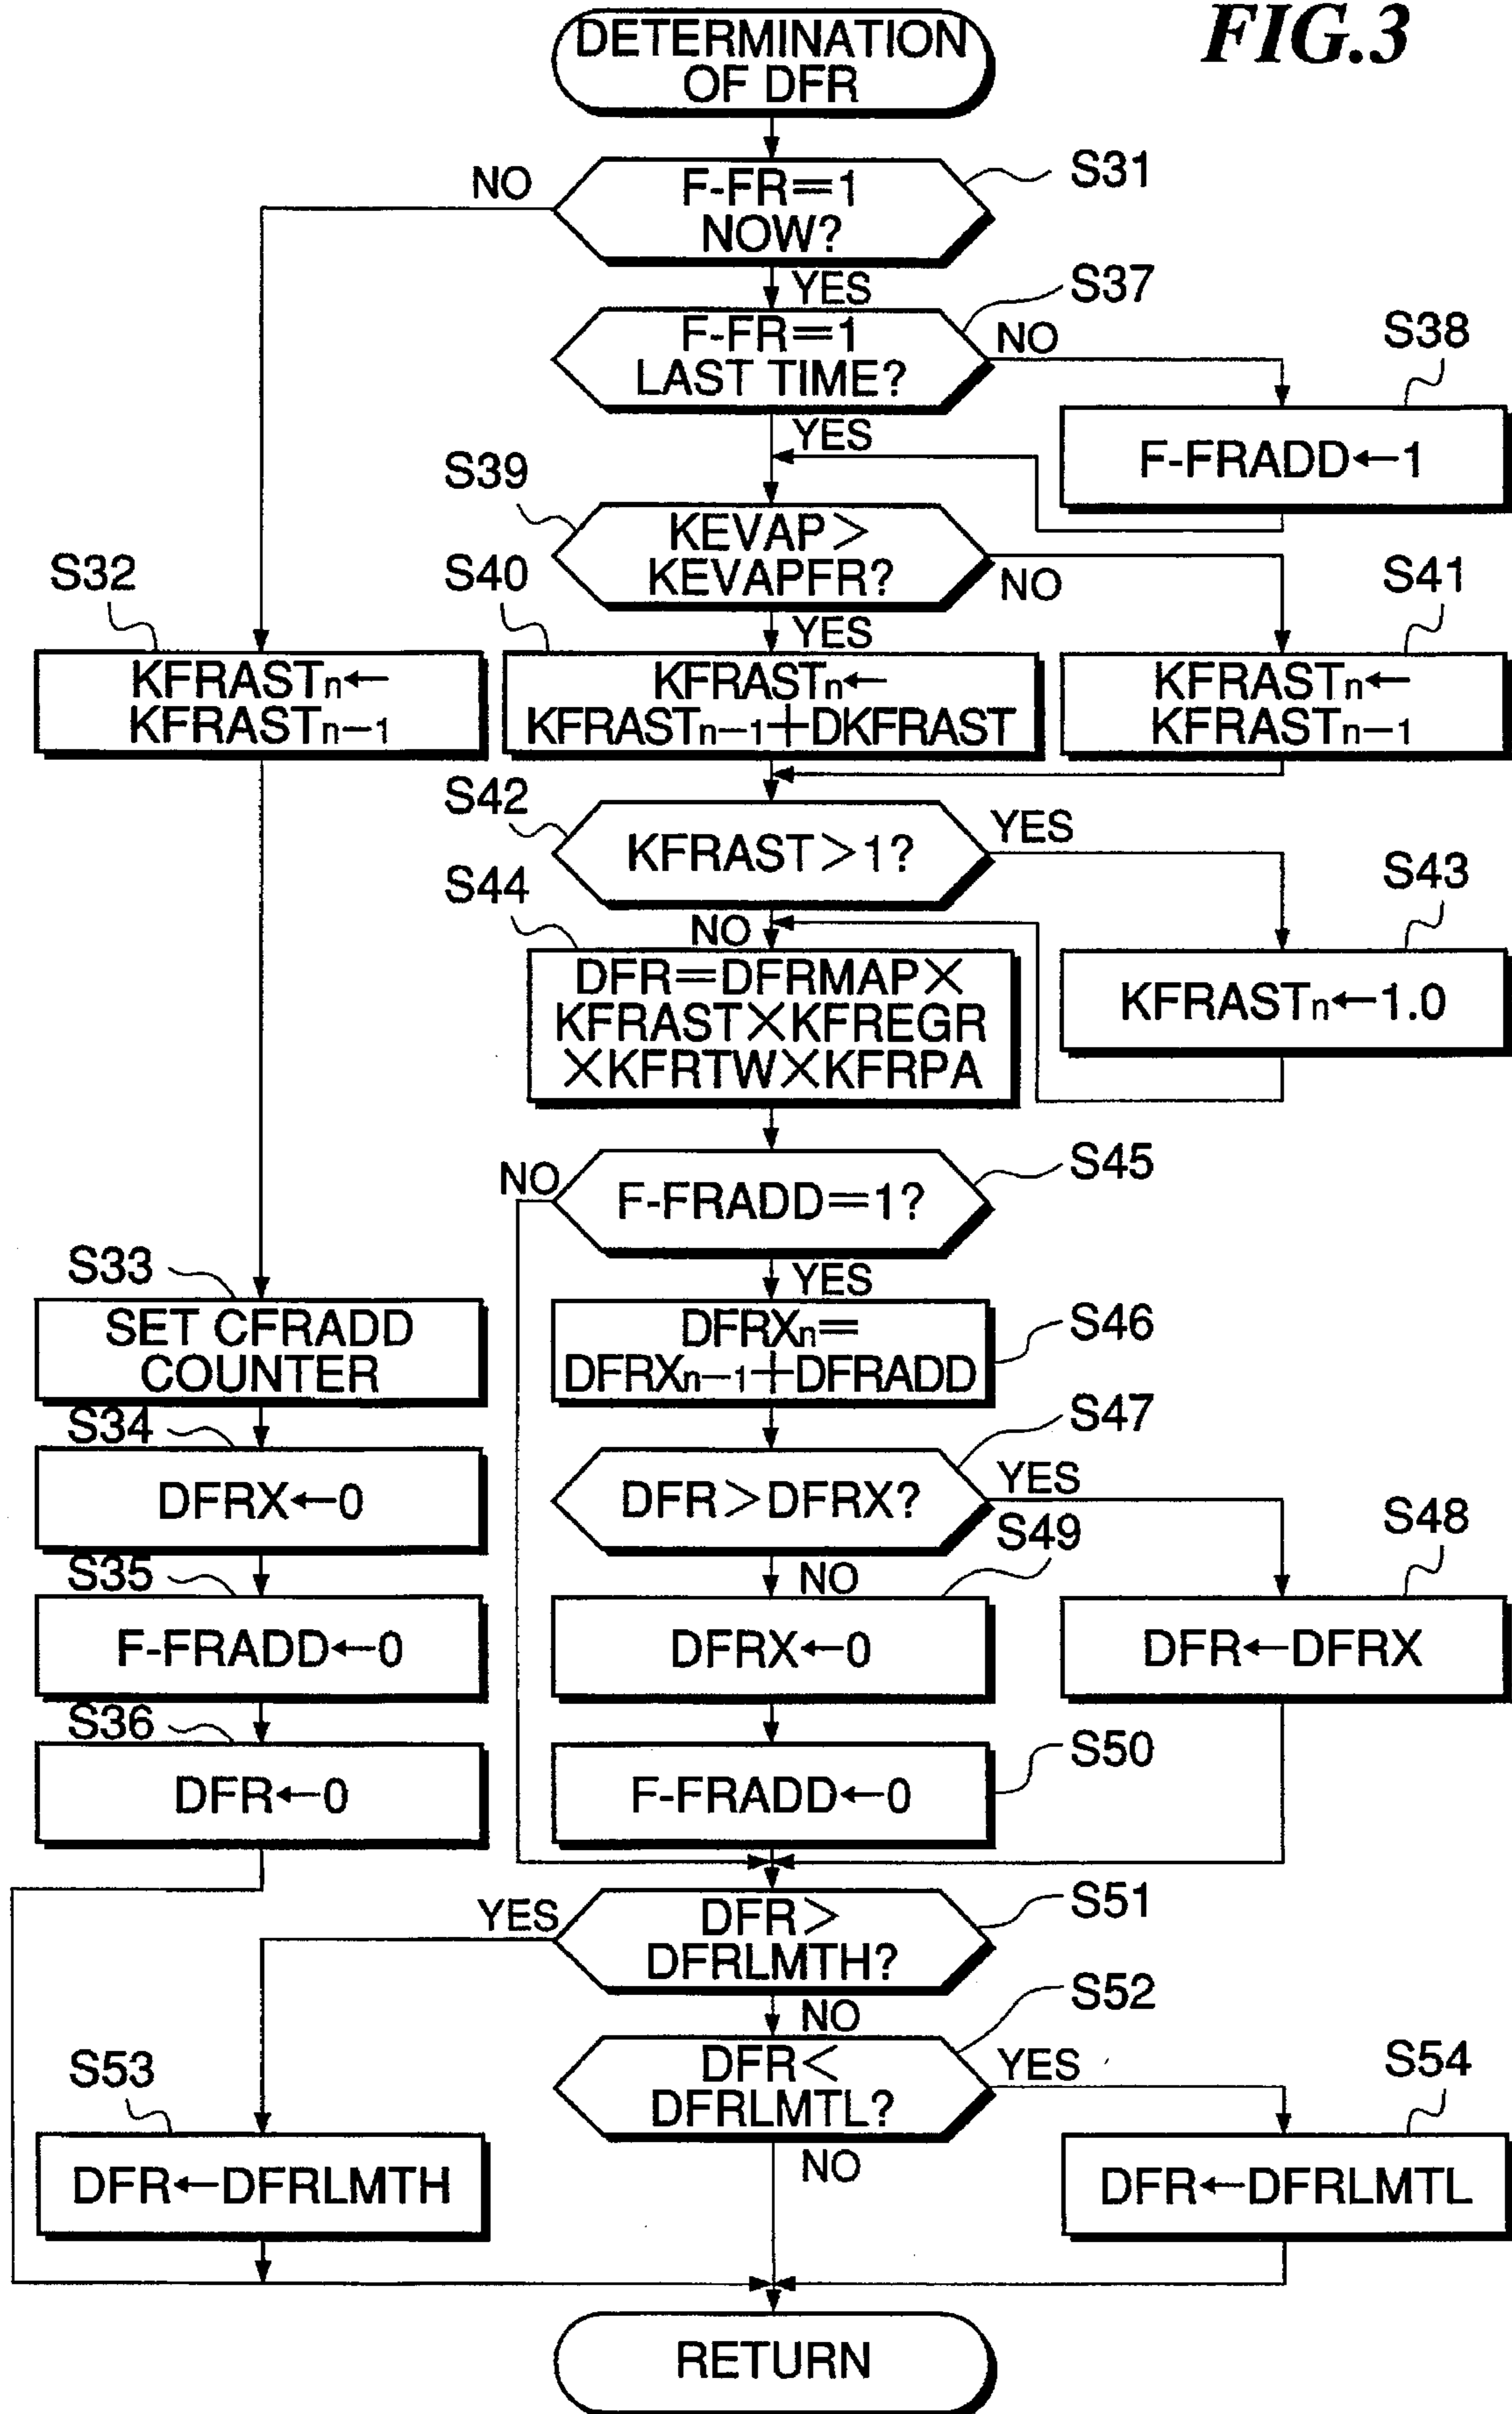 FIG.3
DETERMINATION
OF DFR
S31
F-FR=1
NOW?
NO
YES
S37
F-FR=1
LAST TIME?
NO
YES
S38
F-FRADD←1
S39
KEVAP>
KEVAPFR?
NO
YES
S32
KFRASTn←
KFRASTn-1
S40
KFRASTn←
KFRASTn-1+DKFRAST
S41
KFRASTn←
KFRASTn-1
S42
KFRAST>1?
YES
NO
S43
KFRASTn←1.0
S44
DFR=DFRMAP×
KFRAST×KFREGR
×KFRTW×KFRPA
S45
F-FRADD=1?
NO
YES
S33
SET CFRADD
COUNTER
S46
DFRXn=
DFRXn-1+DFRADD
S34
DFRX←0
S47
DFR>DFRX?
YES
NO
S48
DFR←DFRX
S35
F-FRADD←0
S49
DFRX←0
S36
DFR←0
S50
F-FRADD←0
S51
DFR>
DFRLMTH?
YES
NO
S52
DFR<
DFRLMTL?
YES
NO
S53
DFR←DFRLMTH
S54
DFR←DFRLMTL
RETURN